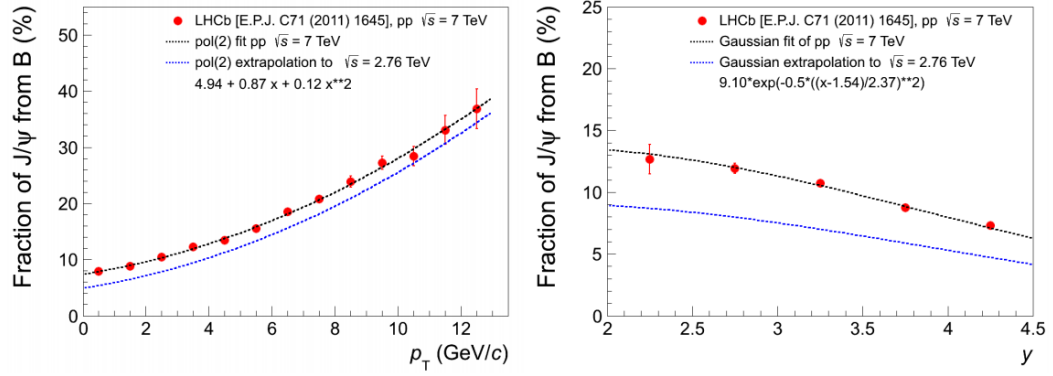 Fraction of J/ψ from B (%)
50
40
30
20
10
0
LHCb [E.P.J. C71 (2011) 1645], pp √s = 7 TeV
pol(2) fit pp √s = 7 TeV
pol(2) extrapolation to √s = 2.76 TeV
4.94 + 0.87 x + 0.12 x**2
0 2 4 6 8 10 12
p_T (GeV/c)
Fraction of J/ψ from B (%)
25
20
15
10
5
0
LHCb [E.P.J. C71 (2011) 1645], pp √s = 7 TeV
Gaussian fit of pp √s = 7 TeV
Gaussian extrapolation to √s = 2.76 TeV
9.10*exp(-0.5*((x-1.54)/2.37)**2)
2 2.5 3 3.5 4 4.5
y